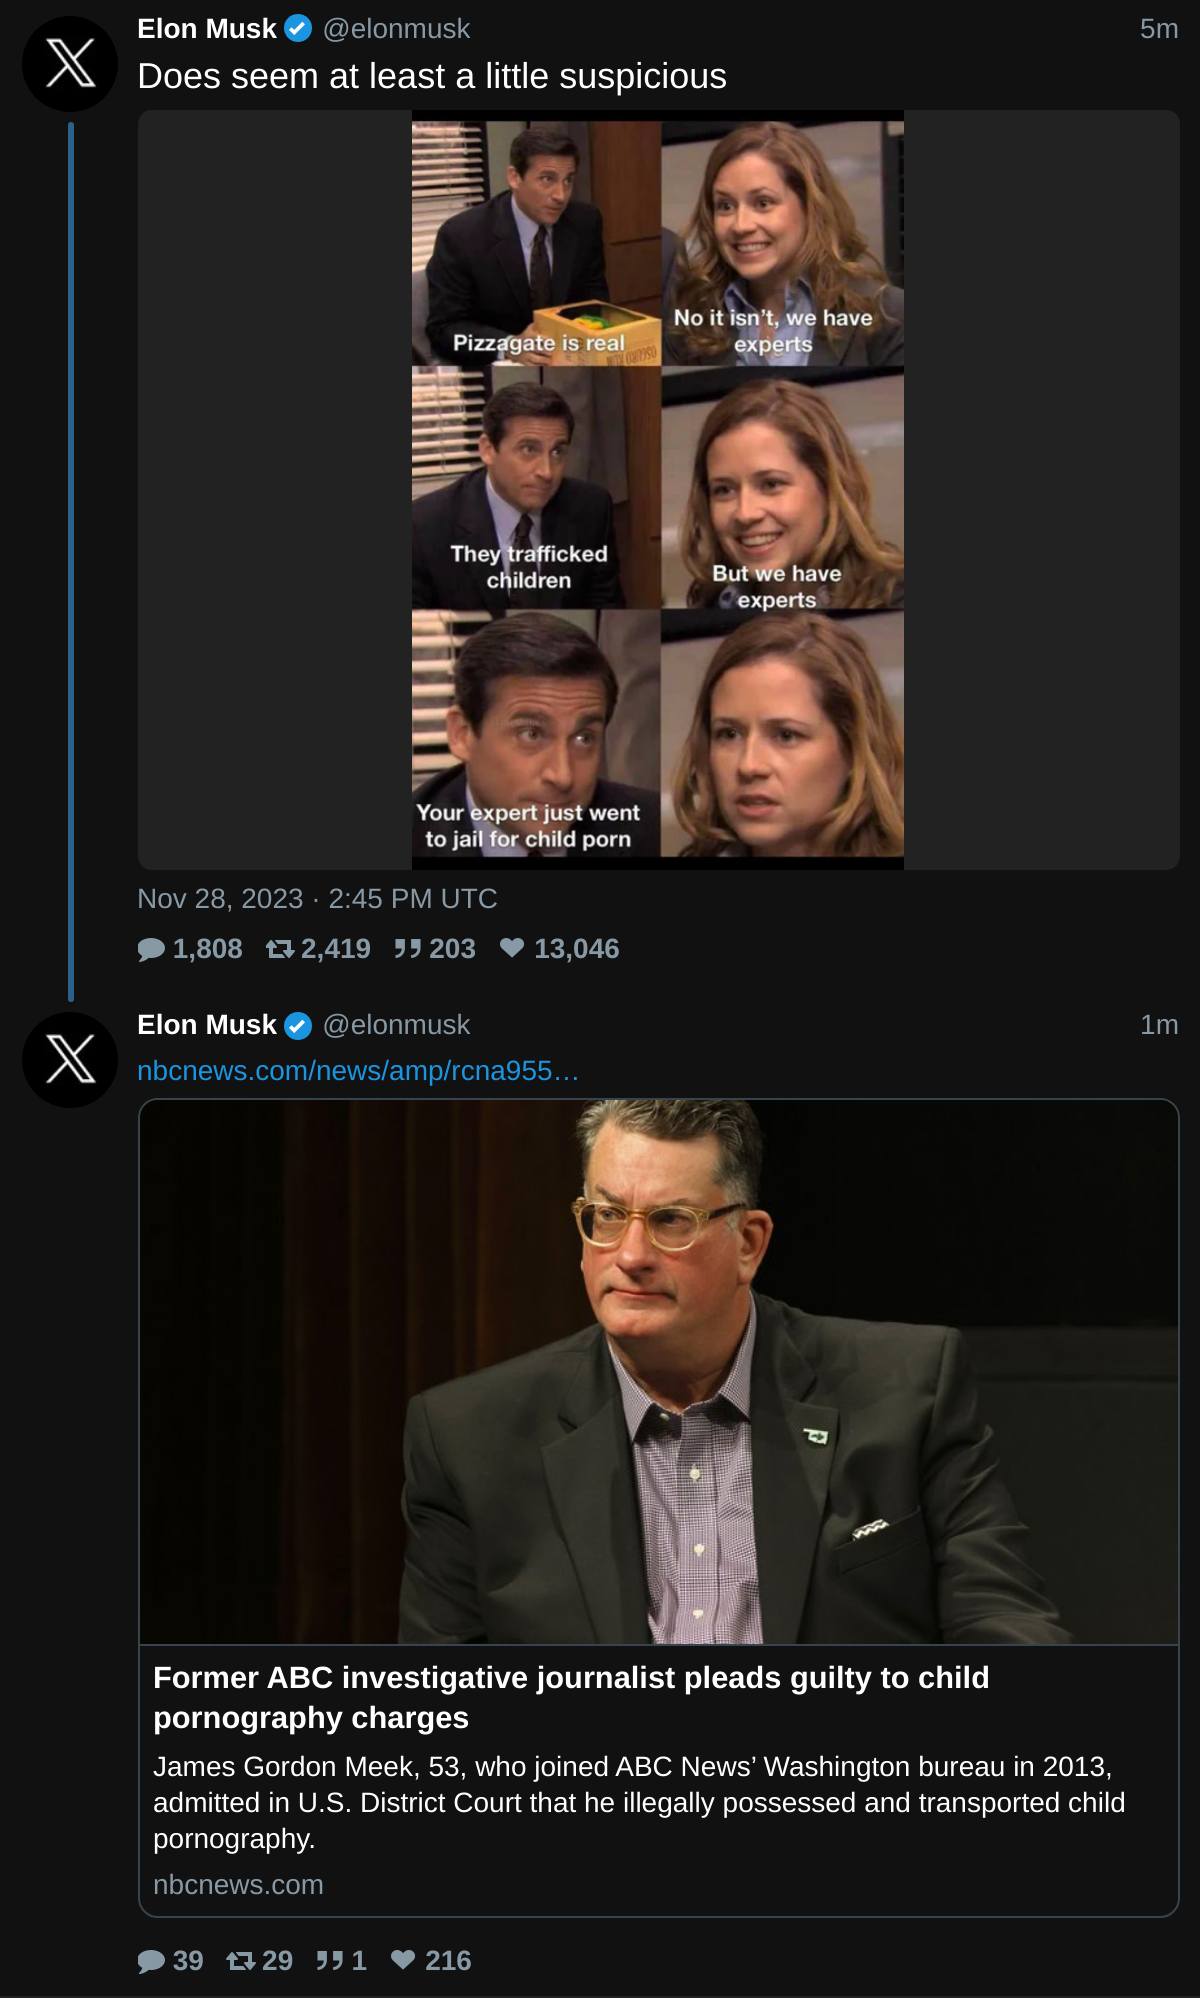 Elon Musk @elonmusk 5m
Does seem at least a little suspicious
Pizzagate is real
No it isn't, we have
experts
They trafficked
children
But we have
experts
Your expert just went
to jail for child porn
Nov 28, 2023 · 2:45 PM UTC
1,808 2,419 203 13,046
Elon Musk @elonmusk 1m
nbcnews.com/news/amp/rcna955…
Former ABC investigative journalist pleads guilty to child
pornography charges
James Gordon Meek, 53, who joined ABC News’ Washington bureau in 2013,
admitted in U.S. District Court that he illegally possessed and transported child
pornography.
nbcnews.com
39 29 1 216